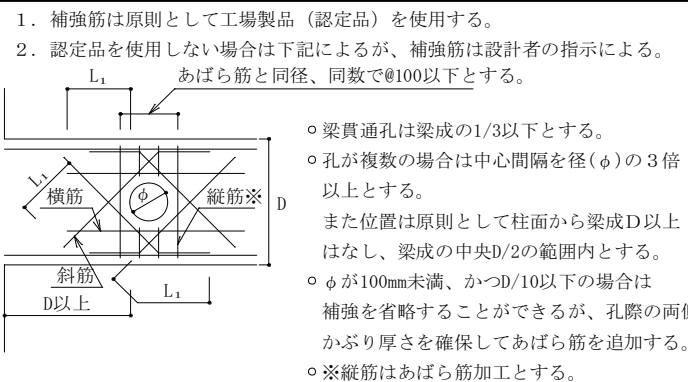 1．補強筋は原則として工場製品（認定品）を使用する。
2．認定品を使用しない場合は下記によるが、補強筋は設計者の指示による。
L₁
あばら筋と同径、同数で@100以下とする。
梁貫通孔は梁成の1/3以下とする。
孔が複数の場合は中心間隔を径(φ)の３倍
以上とする。
また位置は原則として柱面から梁成Ｄ以上
はなし、梁成の中央D/2の範囲内とする。
φが100mm未満、かつD/10以下の場合は
補強を省略することができるが、孔際の両側
かぶり厚さを確保してあばら筋を追加する。
※縦筋はあばら筋加工とする。
L₁
横筋
φ
縦筋※
D
斜筋
D以上
L₁